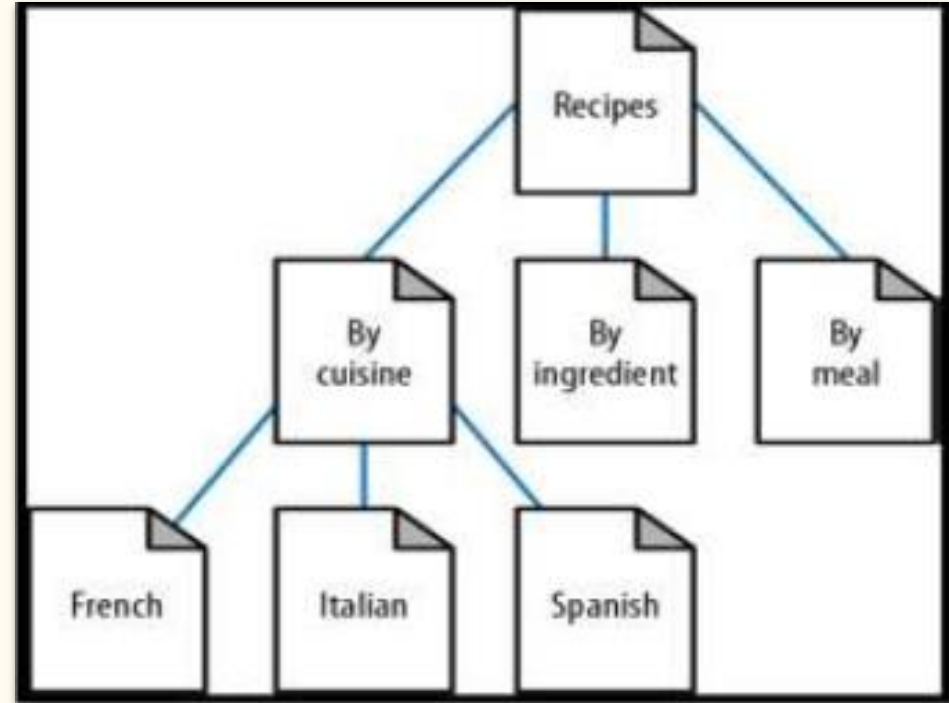 Recipes
By
cuisine
By
ingredient
By
meal
French
Italian
Spanish